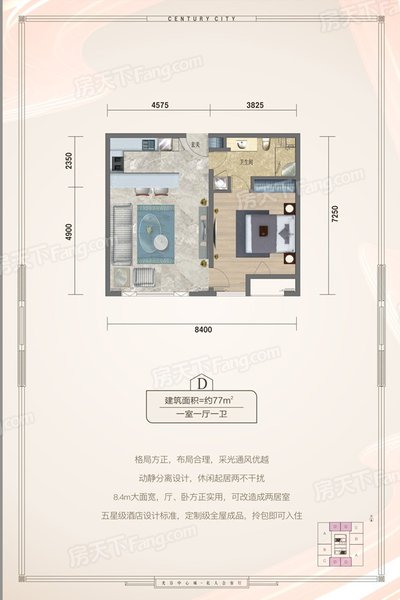 CENTURY CITY
房天下Fang.com
4575 3825
2350 4900
7250
玄关
卫生间
8400
D
建筑面积=约77m²
一室一厅一卫
格局方正，布局合理，采光通风优越
动静分离设计，休闲起居两不干扰
8.4m大面宽，厅、卧方正实用，可改造成两居室
五星级酒店设计标准，定制级全屋成品，拎包即可入住